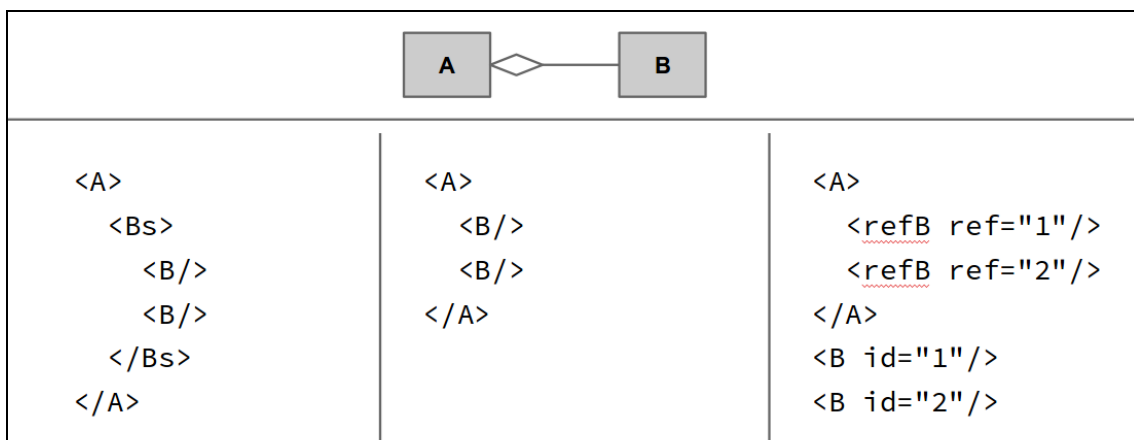 A B
<A>
<Bs>
<B/>
<B/>
</Bs>
</A>
<A>
<B/>
<B/>
</A>
<A>
<refB ref="1"/>
<refB ref="2"/>
</A>
<B id="1"/>
<B id="2"/>